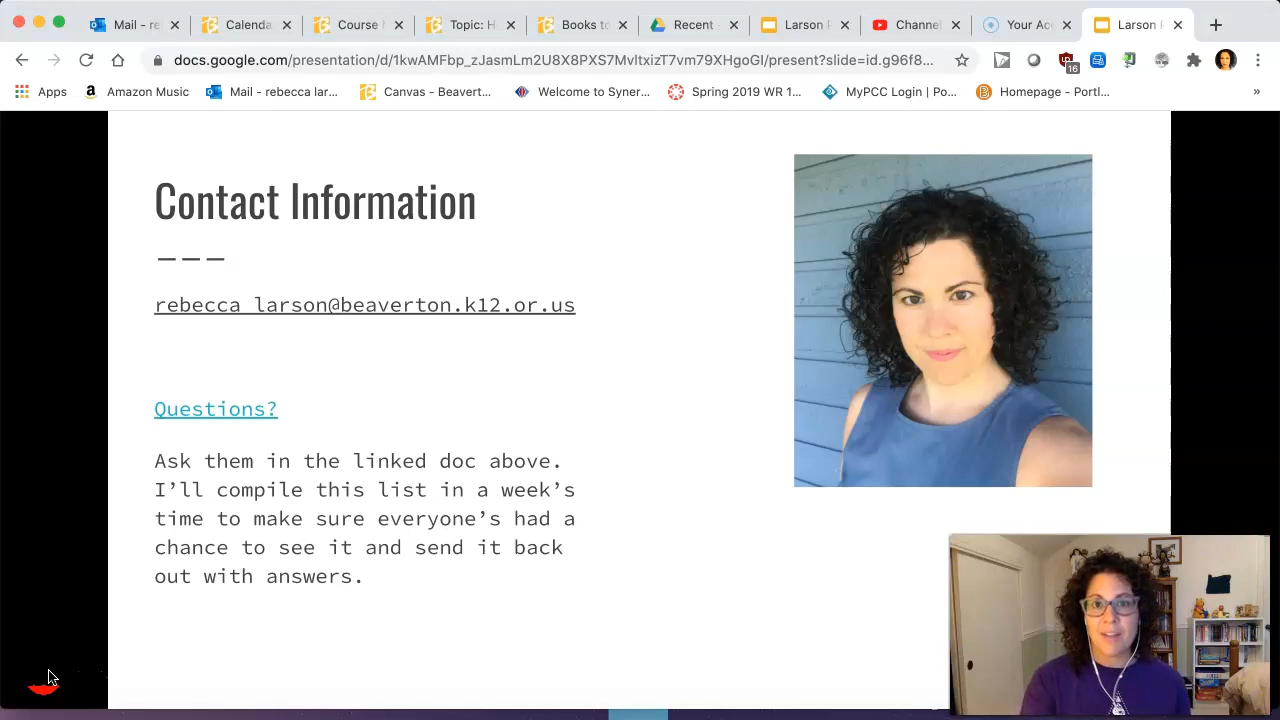 Mail - re
Calenda
Course
Topic: H
Books to
Recent
Larson
Channel
Your Acc
Larson
docs.google.com/presentation/d/1kwAMFbp_zJasmLm2U8X8PXS7MvltxizT7vm79XHgoGI/present?slide=id.g96f8...
16
Apps
Amazon Music
Mail - rebecca lar...
Canvas - Beavert...
Welcome to Syner...
Spring 2019 WR 1...
MyPCC Login | Po...
Homepage - Portl...
»
Contact Information
rebecca_larson@beaverton.k12.or.us
Questions?
Ask them in the linked doc above.
I’ll compile this list in a week’s
time to make sure everyone’s had a
chance to see it and send it back
out with answers.